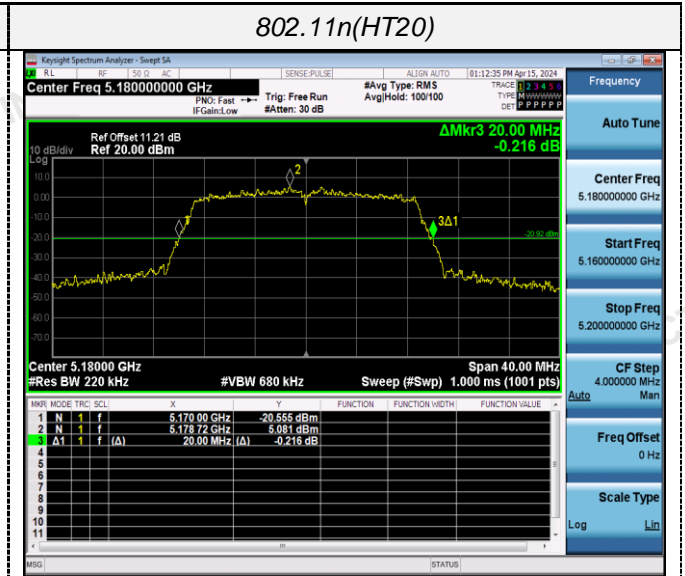 802.11n(HT20)
Keysight Spectrum Analyzer - Swept SA
RL RF 50 Ω AC SENSE:PULSE ALIGN AUTO 01:12:35 PM Apr 15, 2024
Center Freq 5.180000000 GHz
PNO: Fast
IFGain:Low
Trig: Free Run
#Atten: 30 dB
#Avg Type: RMS
Avg|Hold: 100/100
TRACE 1 2 3 4 5 6
TYPE M WWWWW
DET P P P P P P
Frequency
Auto Tune
Center Freq
5.180000000 GHz
Start Freq
5.160000000 GHz
Stop Freq
5.200000000 GHz
CF Step
4.000000 MHz
Auto Man
Freq Offset
0 Hz
Scale Type
Log Lin
Ref Offset 11.21 dB
10 dB/div Ref 20.00 dBm
Log
ΔMkr3 20.00 MHz
-0.216 dB
10.0
0.00
-10.0
-20.0
-30.0
-40.0
-50.0
-60.0
-70.0
1
2
3Δ1
-20.92 dBm
Center 5.18000 GHz Span 40.00 MHz
#Res BW 220 kHz #VBW 680 kHz Sweep (#Swp) 1.000 ms (1001 pts)
MKR MODE TRC SCL X Y FUNCTION FUNCTION WIDTH FUNCTION VALUE
1 N 1 f 5.170 00 GHz -20.555 dBm
2 N 1 f 5.178 72 GHz 5.081 dBm
3 Δ1 1 f (Δ) 20.00 MHz (Δ) -0.216 dB
4
5
6
7
8
9
10
11
MSG STATUS